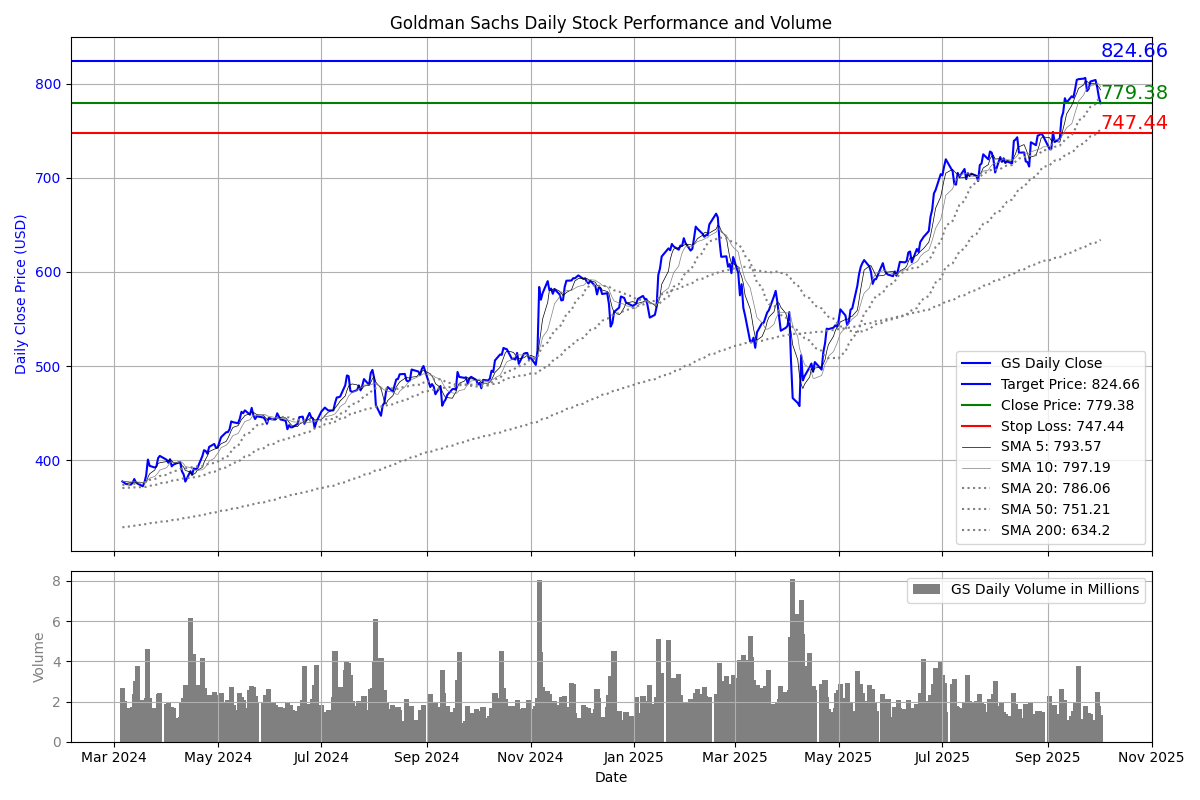 Goldman Sachs Daily Stock Performance and Volume
Daily Close Price (USD)
800
700
600
500
400
824.66
779.38
747.44
GS Daily Close
Target Price: 824.66
Close Price: 779.38
Stop Loss: 747.44
SMA 5: 793.57
SMA 10: 797.19
SMA 20: 786.06
SMA 50: 751.21
SMA 200: 634.2
Volume
8
6
4
2
0
GS Daily Volume in Millions
Mar 2024 May 2024 Jul 2024 Sep 2024 Nov 2024 Jan 2025 Mar 2025 May 2025 Jul 2025 Sep 2025 Nov 2025
Date